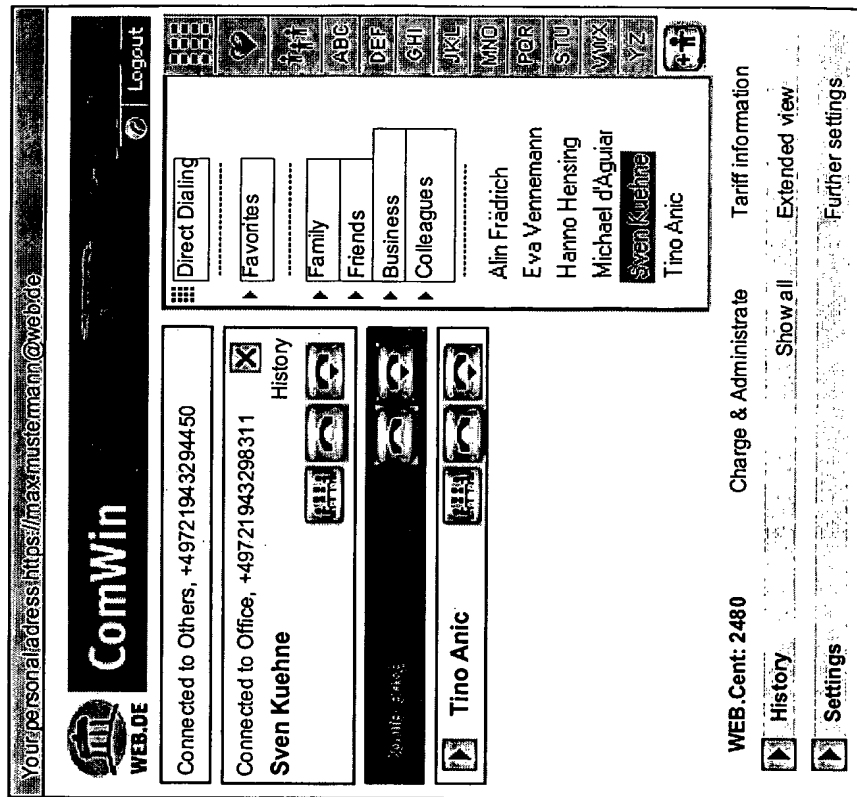 Your personal adress https://max.mustermann@web.de
WEB.DE
ComWin
Logout
Connected to Others, +49721943294450
Connected to Office, +49721943298311
Sven Kuehne
History
Tino Anic
Direct Dialing
Favorites
Family
Friends
Business
Colleagues
Alin Frädrich
Eva Vennemann
Hanno Hensing
Michael d'Aguiar
Sven Kuehne
Tino Anic
ABC
DEF
GHI
JKL
MNO
PQR
STU
VWX
YZ
WEB.Cent: 2480
Charge & Administrate
Tariff information
History
Show all
Extended view
Settings
Further settings